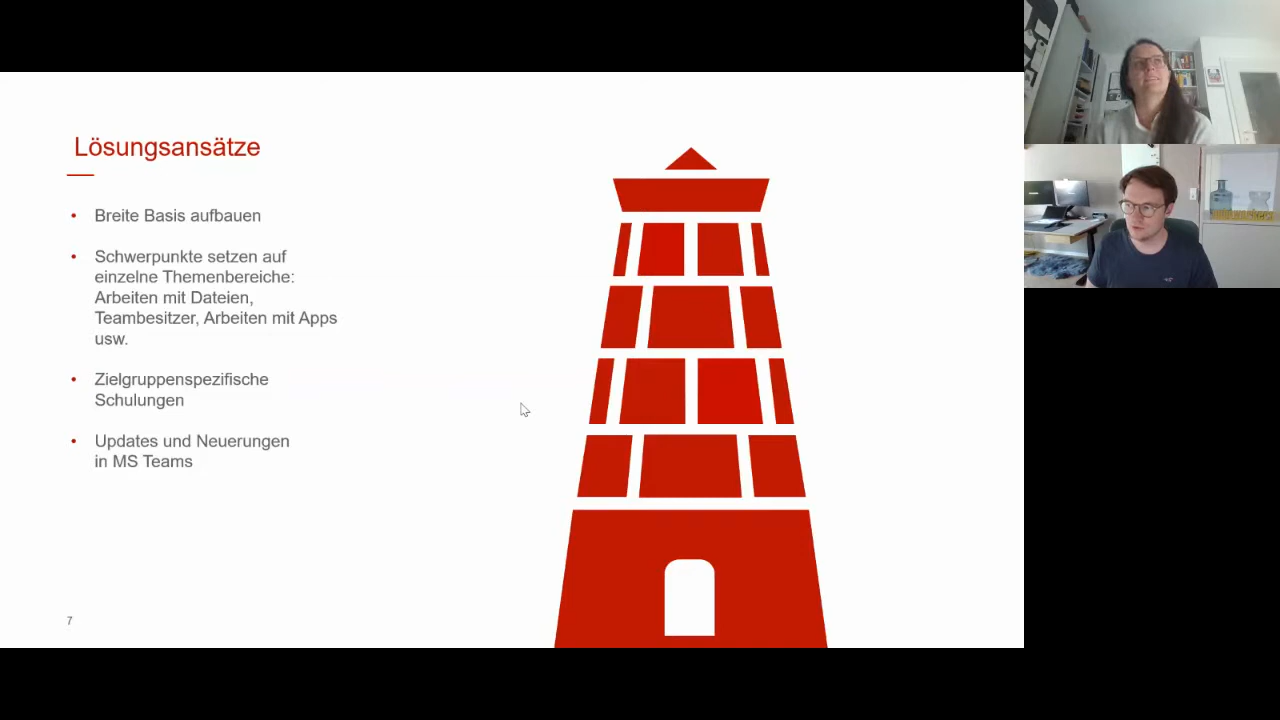 Lösungsansätze
• Breite Basis aufbauen
• Schwerpunkte setzen auf
einzelne Themenbereiche:
Arbeiten mit Dateien,
Teambesitzer, Arbeiten mit Apps
usw.
• Zielgruppenspezifische
Schulungen
• Updates und Neuerungen
in MS Teams
7